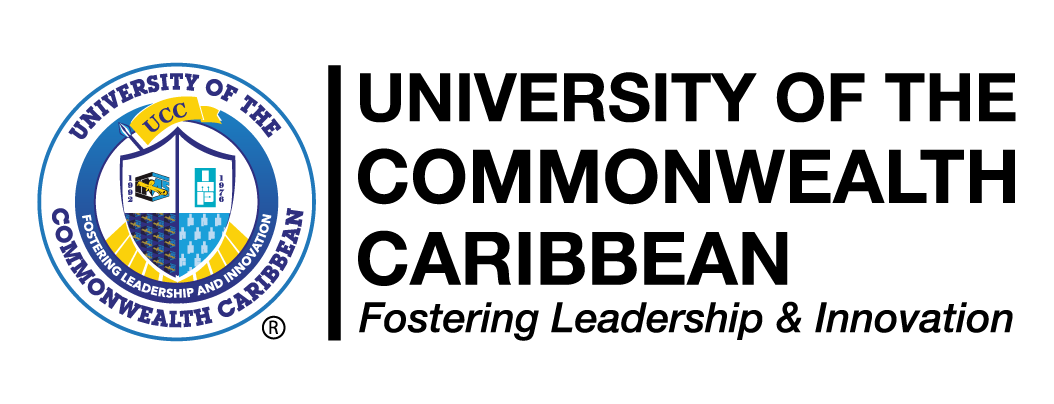 UNIVERSITY OF THE
UCC
1992
1976
FOSTERING LEADERSHIP AND INNOVATION
COMMONWEALTH CARIBBEAN
®
UNIVERSITY OF THE
COMMONWEALTH
CARIBBEAN
Fostering Leadership & Innovation